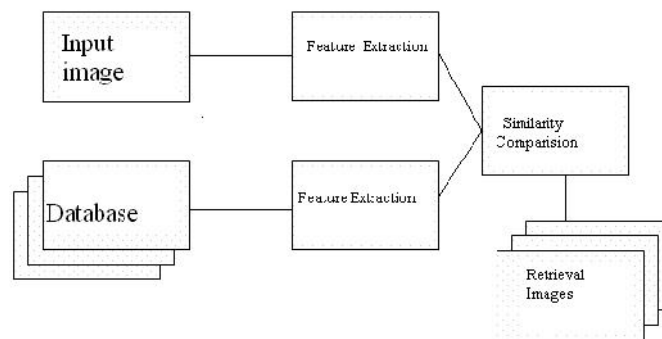 Input
image
Feature Extraction
Similarity
Comparision
Database
Feature Extraction
Retrieval
Images